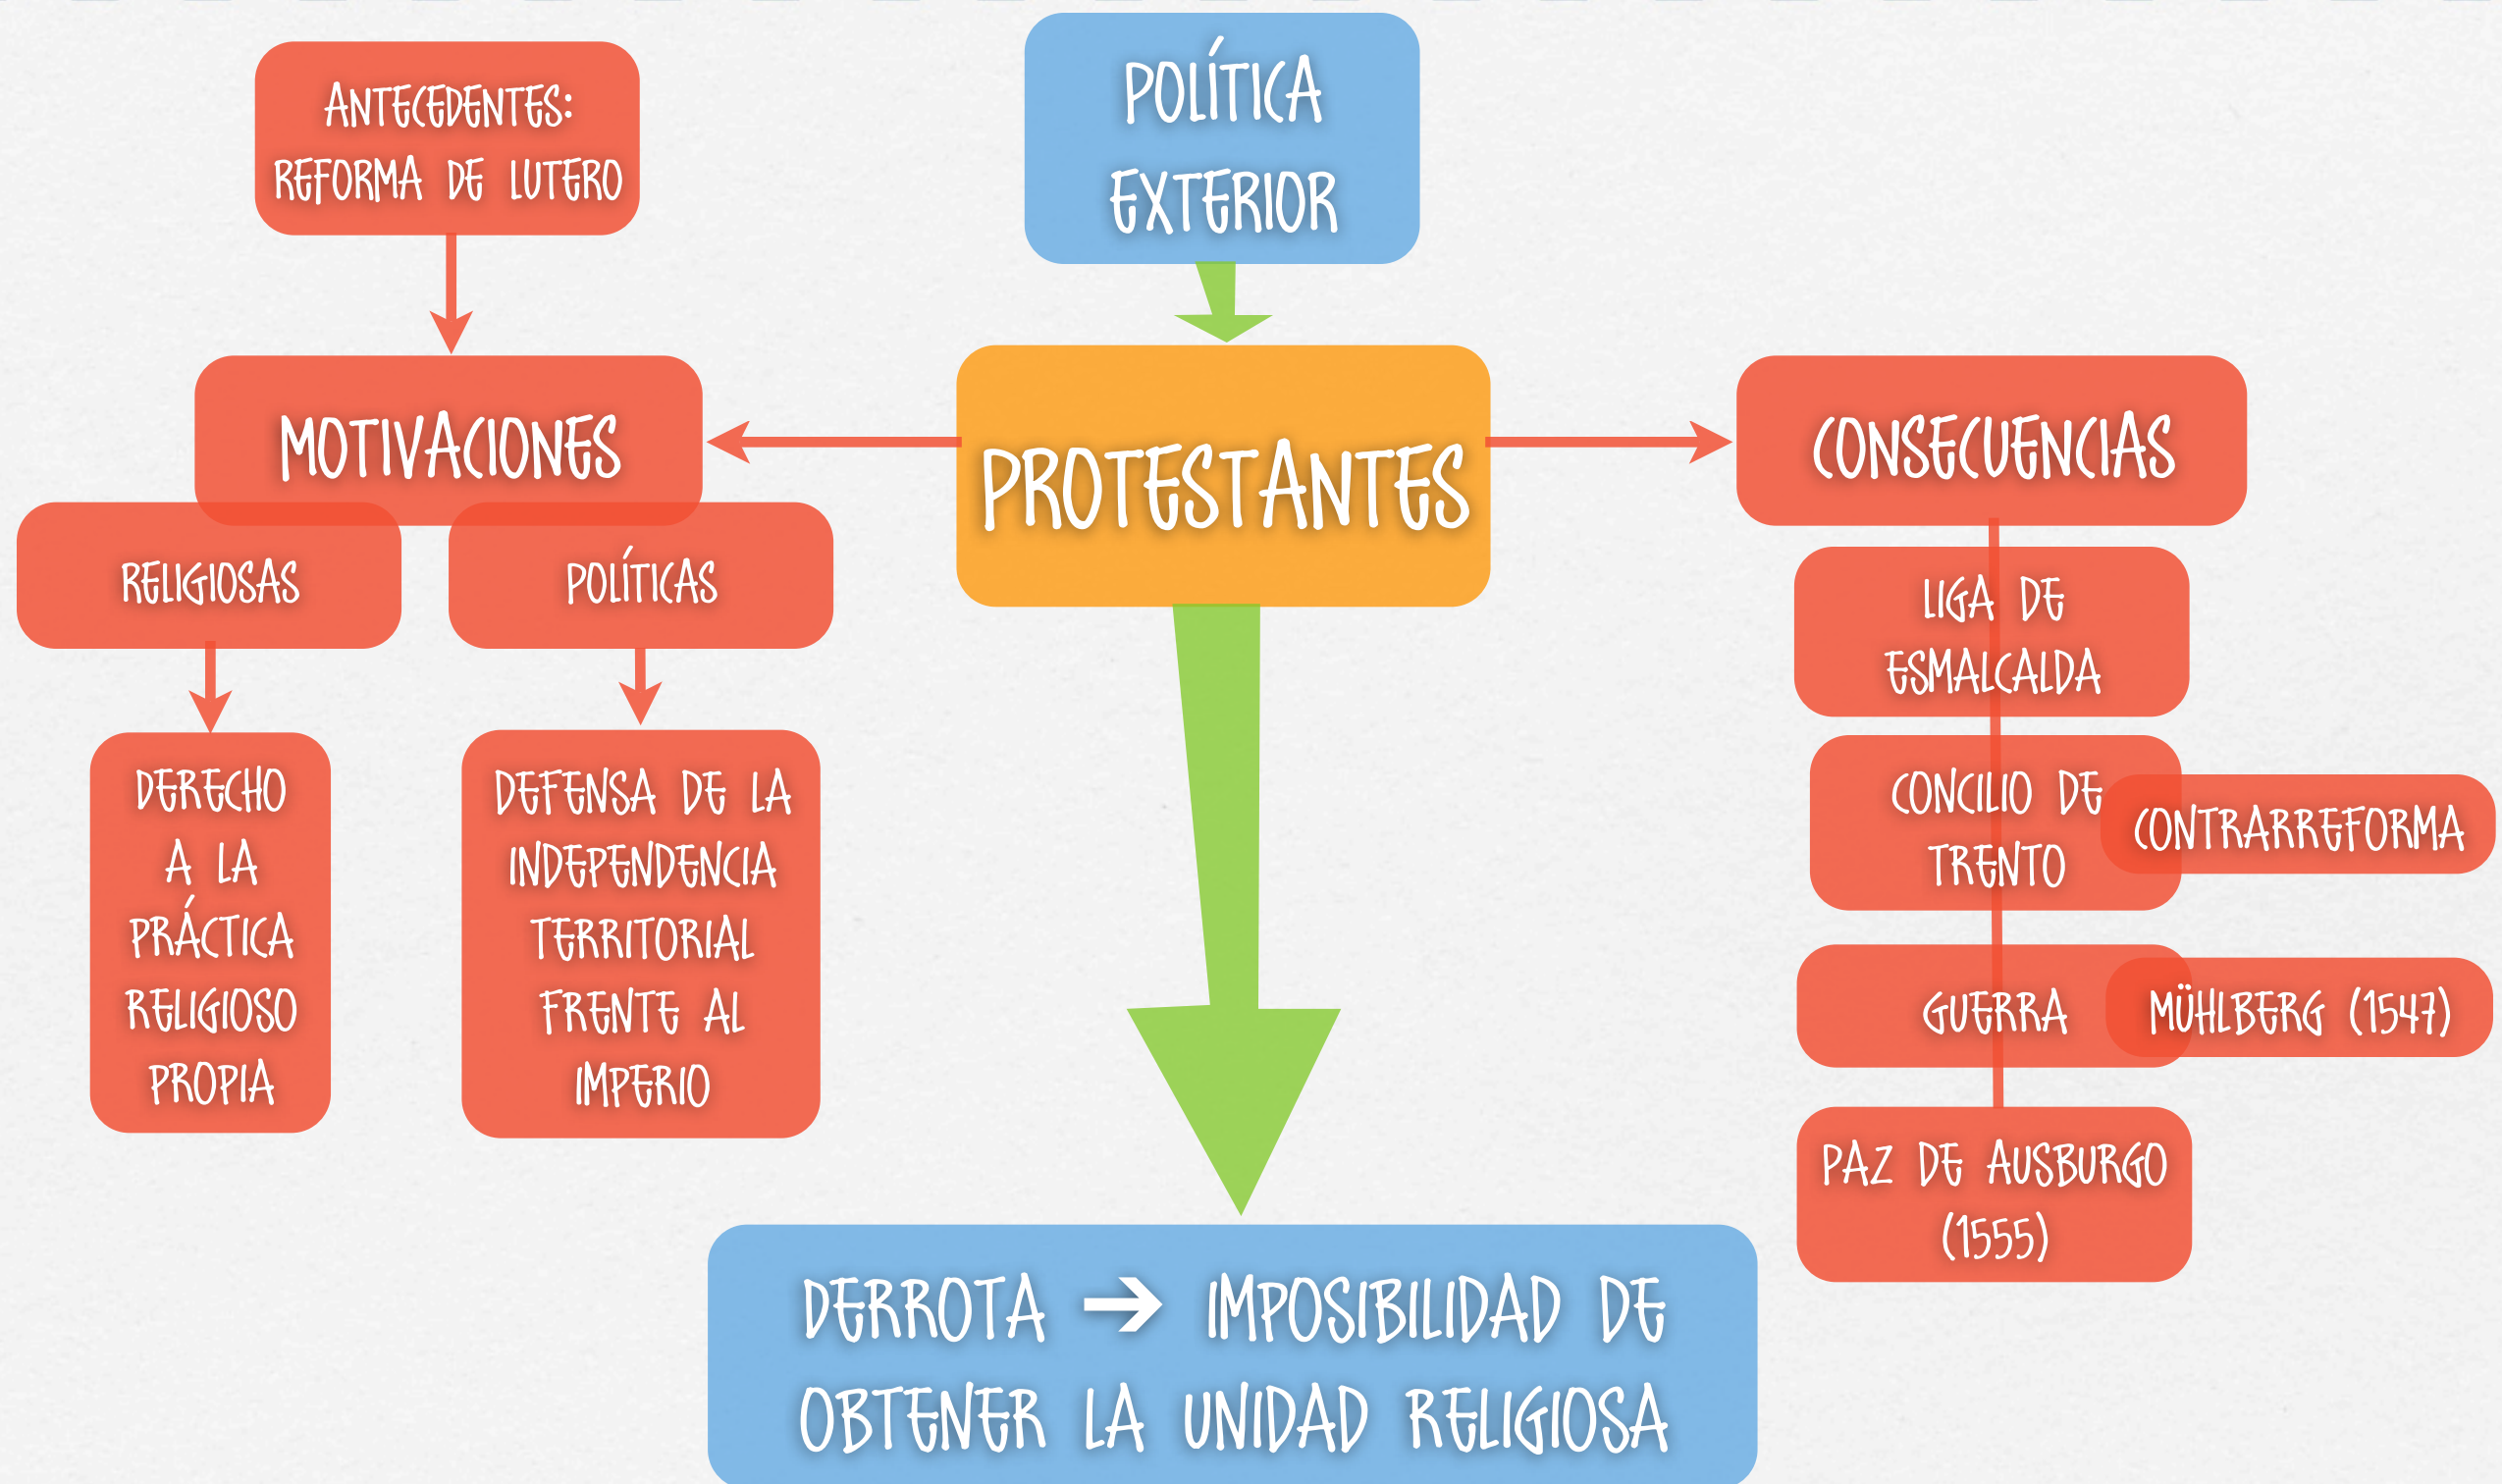 Antecedentes:
reforma de lutero
POLÍTICA
EXTERIOR
MOTIVACIONES
PROTESTANTES
CONSECUENCIAS
RELIGIOSAS
POLÍTICAS
DERECHO
A LA
PRÁCTICA
RELIGIOSO
PROPIA
DEFENSA DE LA
INDEPENDENCIA
TERRITORIAL
FRENTE AL
IMPERIO
LIGA DE
ESMALCALDA
CONCILIO DE
TRENTO
CONTRARREFORMA
GUERRA
MÜHLBERG (1547)
PAZ DE AUSBURGO
(1555)
DERROTA → IMPOSIBILIDAD DE
OBTENER LA UNIDAD RELIGIOSA